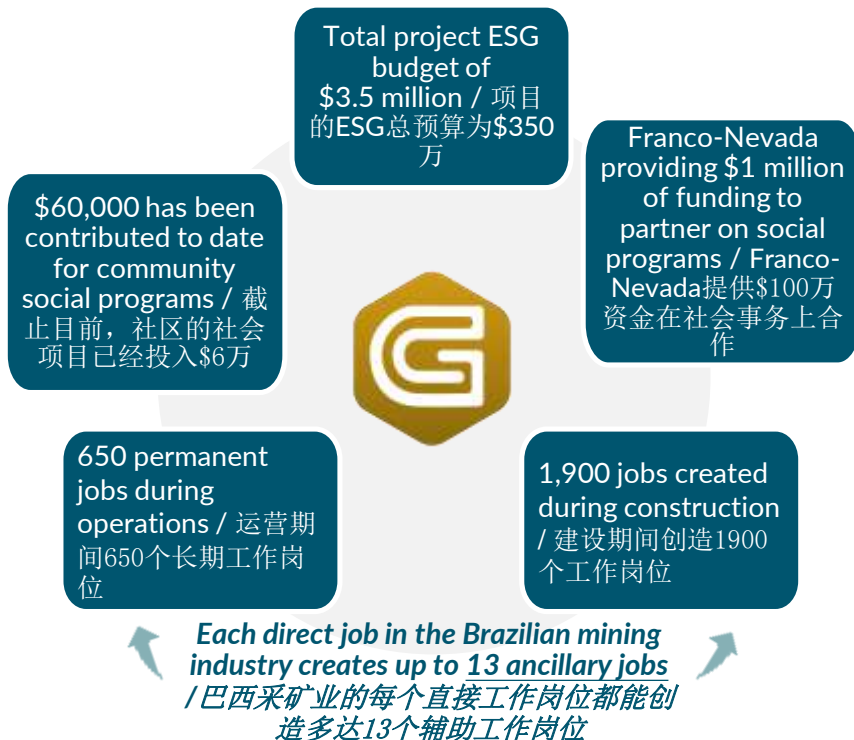 Total project ESG
budget of
$3.5 million / 项目
的ESG总预算为$350
万
Franco-Nevada
providing $1 million
of funding to
partner on social
programs / Franco-
Nevada提供$100万
资金在社会事务上合
作
$60,000 has been
contributed to date
for community
social programs / 截
止目前，社区的社会
项目已经投入$6万
650 permanent
jobs during
operations / 运营期
间650个长期工作岗
位
1,900 jobs created
during construction
/ 建设期间创造1900
个工作岗位
Each direct job in the Brazilian mining
industry creates up to 13 ancillary jobs
/巴西采矿业的每个直接工作岗位都能创
造多达13个辅助工作岗位